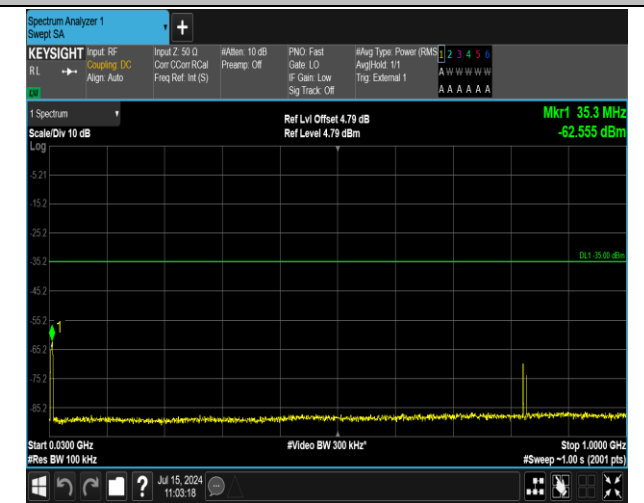 Spectrum Analyzer 1
Swept SA
+
KEYSIGHT Input: RF Input Z: 50 Ω #Atten: 10 dB PNO: Fast #Avg Type: Power (RMS 1 2 3 4 5 6
RL Coupling: DC Corr CCorr RCal Preamp: Off Gate: LO Avg|Hold: 1/1 A W W W W W
Align: Auto Freq Ref: Int (S) IF Gain: Low Trig: External 1
Sig Track: Off A A A A A A
1 Spectrum Ref Lvl Offset 4.79 dB Mkr1 35.3 MHz
Scale/Div 10 dB Ref Level 4.79 dBm -62.555 dBm
Log
-5.21
-15.2
-25.2
DL1 -35.00 dBm
-35.2
-45.2
-55.2
1
-65.2
-75.2
-85.2
Start 0.0300 GHz #Video BW 300 kHz* Stop 1.0000 GHz
#Res BW 100 kHz #Sweep ~1.00 s (2001 pts)
? Jul 15, 2024
11:03:18